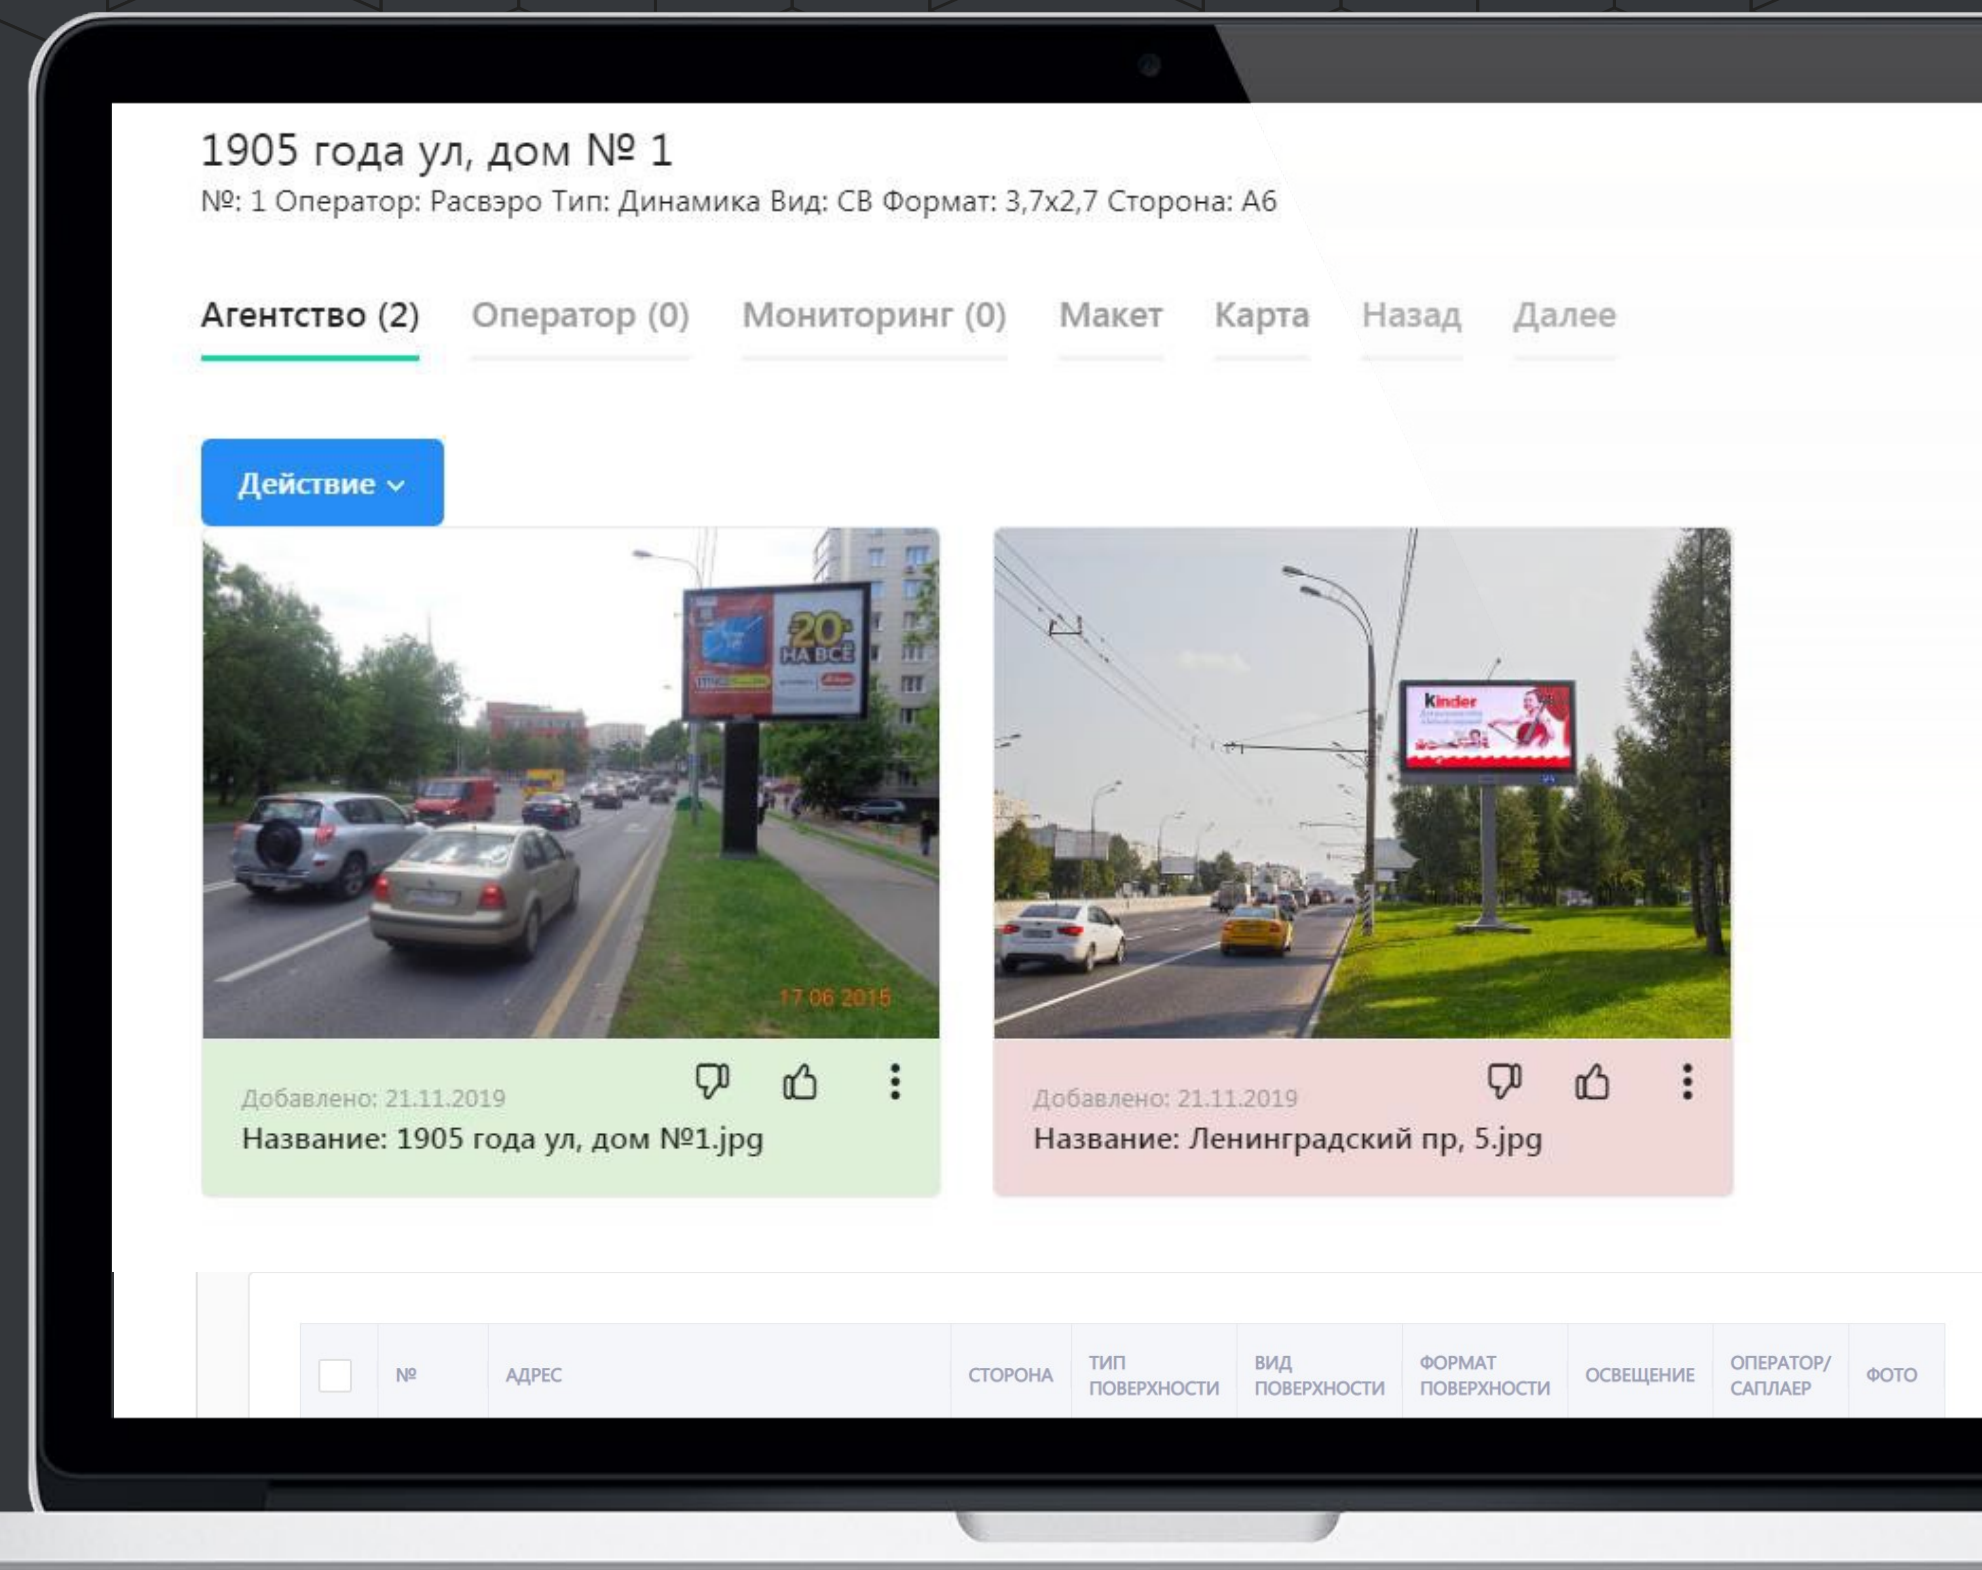 1905 года ул, дом № 1
№: 1 Оператор: Расвэро Тип: Динамика Вид: СВ Формат: 3,7х2,7 Сторона: А6
Агентство (2) Оператор (0) Мониторинг (0) Макет Карта Назад Далее
Действие
20%
НА ВСЁ
17 06 2015
Kinder
Добавлено: 21.11.2019
Название: 1905 года ул, дом №1.jpg
Добавлено: 21.11.2019
Название: Ленинградский пр, 5.jpg
№ АДРЕС СТОРОНА ТИП ПОВЕРХНОСТИ ВИД ПОВЕРХНОСТИ ФОРМАТ ПОВЕРХНОСТИ ОСВЕЩЕНИЕ ОПЕРАТОР/ САПЛАЕР ФОТО